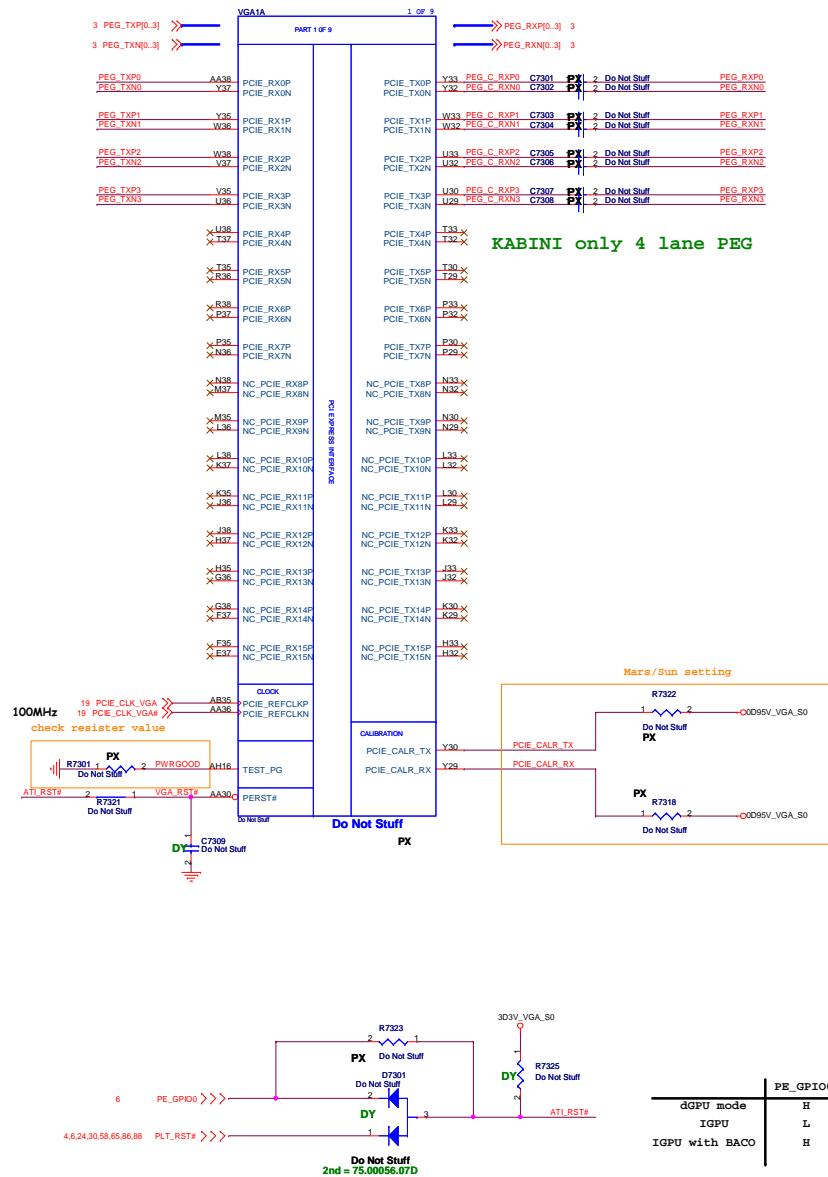 VGA1A 1 OF 9
3 PEG_TXP[0..3] PART 1 OF 9 PEG_RXP[0..3] 3
3 PEG_TXN[0..3] PEG_RXN[0..3] 3
PEG_TXP0 AA38 PCIE_RX0P PCIE_TX0P Y33 PEG_C_RXP0 C7301 1 PX 2 Do Not Stuff PEG_RXP0
PEG_TXN0 Y37 PCIE_RX0N PCIE_TX0N Y32 PEG_C_RXN0 C7302 1 PX 2 Do Not Stuff PEG_RXN0
PEG_TXP1 Y35 PCIE_RX1P PCIE_TX1P W33 PEG_C_RXP1 C7303 1 PX 2 Do Not Stuff PEG_RXP1
PEG_TXN1 W36 PCIE_RX1N PCIE_TX1N W32 PEG_C_RXN1 C7304 1 PX 2 Do Not Stuff PEG_RXN1
PEG_TXP2 W38 PCIE_RX2P PCIE_TX2P U33 PEG_C_RXP2 C7305 1 PX 2 Do Not Stuff PEG_RXP2
PEG_TXN2 V37 PCIE_RX2N PCIE_TX2N U32 PEG_C_RXN2 C7306 1 PX 2 Do Not Stuff PEG_RXN2
PEG_TXP3 V35 PCIE_RX3P PCIE_TX3P U30 PEG_C_RXP3 C7307 1 PX 2 Do Not Stuff PEG_RXP3
PEG_TXN3 U36 PCIE_RX3N PCIE_TX3N U29 PEG_C_RXN3 C7308 1 PX 2 Do Not Stuff PEG_RXN3
U38 PCIE_RX4P PCIE_TX4P T33
T37 PCIE_RX4N PCIE_TX4N T32
KABINI only 4 lane PEG
T35 PCIE_RX5P PCIE_TX5P T30
R36 PCIE_RX5N PCIE_TX5N T29
R38 PCIE_RX6P PCIE_TX6P P33
P37 PCIE_RX6N PCIE_TX6N P32
P35 PCIE_RX7P PCIE_TX7P P30
N36 PCIE_RX7N PCIE_TX7N P29
N38 NC_PCIE_RX8P NC_PCIE_TX8P N33
M37 NC_PCIE_RX8N NC_PCIE_TX8N N32
PCI EXPRESS INTERFACE
M35 NC_PCIE_RX9P NC_PCIE_TX9P N30
L36 NC_PCIE_RX9N NC_PCIE_TX9N N29
L38 NC_PCIE_RX10P NC_PCIE_TX10P L33
K37 NC_PCIE_RX10N NC_PCIE_TX10N L32
K35 NC_PCIE_RX11P NC_PCIE_TX11P L30
J36 NC_PCIE_RX11N NC_PCIE_TX11N L29
J38 NC_PCIE_RX12P NC_PCIE_TX12P K33
H37 NC_PCIE_RX12N NC_PCIE_TX12N K32
H35 NC_PCIE_RX13P NC_PCIE_TX13P J33
G36 NC_PCIE_RX13N NC_PCIE_TX13N J32
G38 NC_PCIE_RX14P NC_PCIE_TX14P K30
F37 NC_PCIE_RX14N NC_PCIE_TX14N K29
F35 NC_PCIE_RX15P NC_PCIE_TX15P H33
E37 NC_PCIE_RX15N NC_PCIE_TX15N H32
Mars/Sun setting
CLOCK
19 PCIE_CLK_VGA AB35 PCIE_REFCLKP
100MHz 19 PCIE_CLK_VGA# AA36 PCIE_REFCLKN
R7322
1 2 0D95V_VGA_S0
Do Not Stuff
PX
check resister value
CALIBRATION
PCIE_CALR_TX Y30 PCIE_CALR_TX
R7301 1 PX 2 PWRGOOD AH16 TEST_PG
Do Not Stuff
PCIE_CALR_RX Y29 PCIE_CALR_RX
ATI_RST# 2 1 VGA_RST# AA30 PERST#
R7321
Do Not Stuff
PX
R7318
1 2 0D95V_VGA_S0
Do Not Stuff
Do Not Stuff
Do Not Stuff
PX
1
C7309
DY Do Not Stuff
2
3D3V_VGA_S0
R7323
2 1
PX Do Not Stuff
1
R7325
DY Do Not Stuff
2
D7301
Do Not Stuff
6 PE_GPIO0 2
DY 3 ATI_RST#
4,6,24,30,58,65,86,88 PLT_RST# 1
Do Not Stuff
2nd = 75.00056.07D
PE_GPIO0
dGPU mode H
IGPU L
IGPU with BACO H